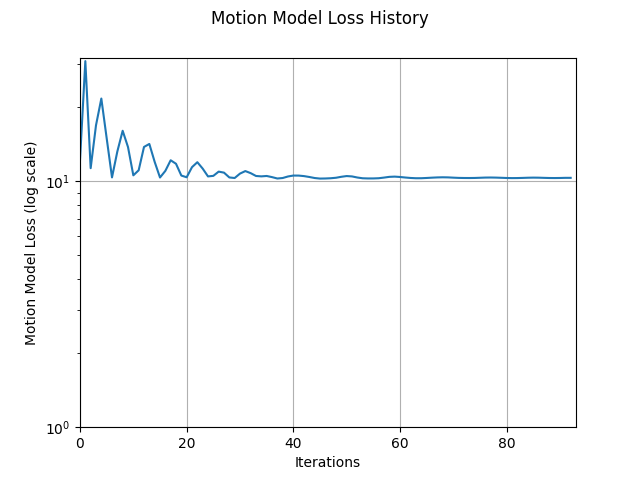 Motion Model Loss History
Motion Model Loss (log scale)
10¹
10⁰
0 20 40 60 80
Iterations